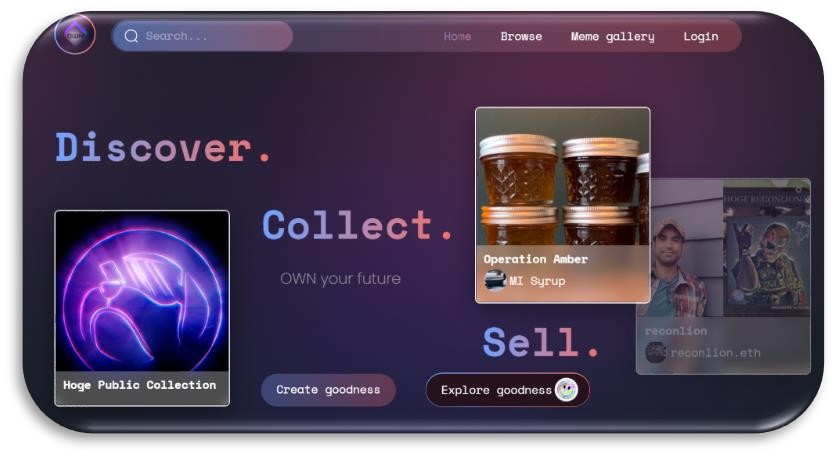 OWN
Search...
Home
Browse
Meme gallery
Login
Discover.
Collect.
OWN your future
Sell.
Hoge Public Collection
Operation Amber
MI Syrup
HOGE RECONLION
reconlion
reconlion.eth
Create goodness
Explore goodness